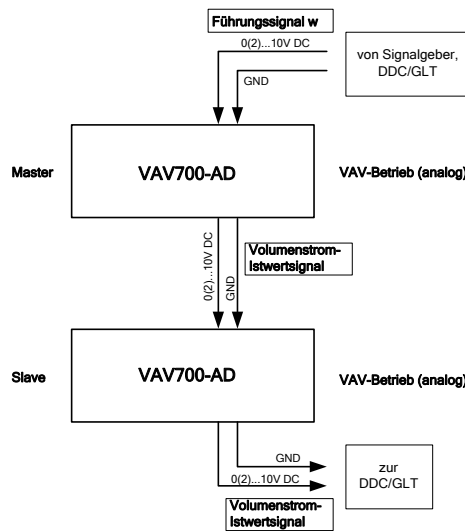 Führungssignal w
0(2)...10V DC
GND
von Signalgeber,
DDC/GLT
Master
VAV700-AD
VAV-Betrieb (analog)
0(2)...10V DC
GND
Volumenstrom-
Istwertsignal
Slave
VAV700-AD
VAV-Betrieb (analog)
GND
0(2)...10V DC
Volumenstrom-
Istwertsignal
zur
DDC/GLT